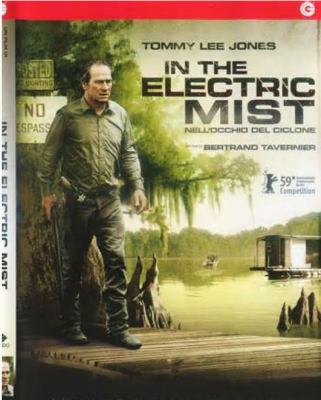 TOMMY LEE JONES
IN THE
ELECTRIC
MIST
NELL'OCCHIO DEL CICLONE
BERTRAND TAVERNIER
59
Competition
POSTED
NO
IN THE ELECTRIC MIST